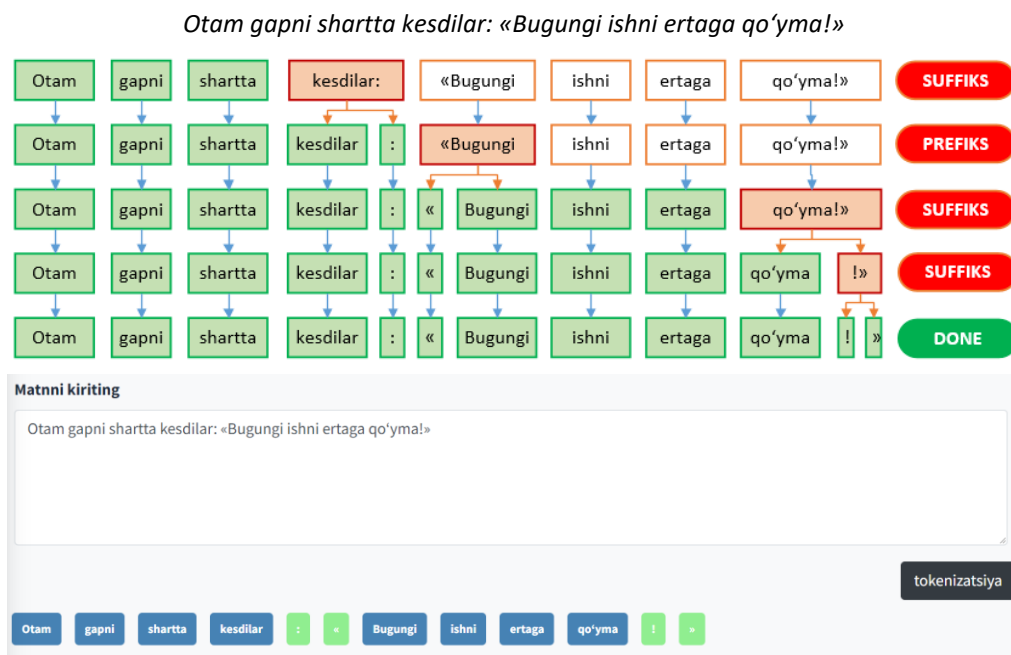 Otam gapni shartta kesdilar: «Bugungi ishni ertaga qo‘yma!»
Otam gapni shartta kesdilar: «Bugungi ishni ertaga qo‘yma!» SUFFIKS
Otam gapni shartta kesdilar : «Bugungi ishni ertaga qo‘yma!» PREFIKS
Otam gapni shartta kesdilar : « Bugungi ishni ertaga qo‘yma!» SUFFIKS
Otam gapni shartta kesdilar : « Bugungi ishni ertaga qo‘yma !» SUFFIKS
Otam gapni shartta kesdilar : « Bugungi ishni ertaga qo‘yma ! » DONE
Matnni kiriting
Otam gapni shartta kesdilar: «Bugungi ishni ertaga qo‘yma!»
tokenizatsiya
Otam gapni shartta kesdilar : « Bugungi ishni ertaga qo‘yma ! »